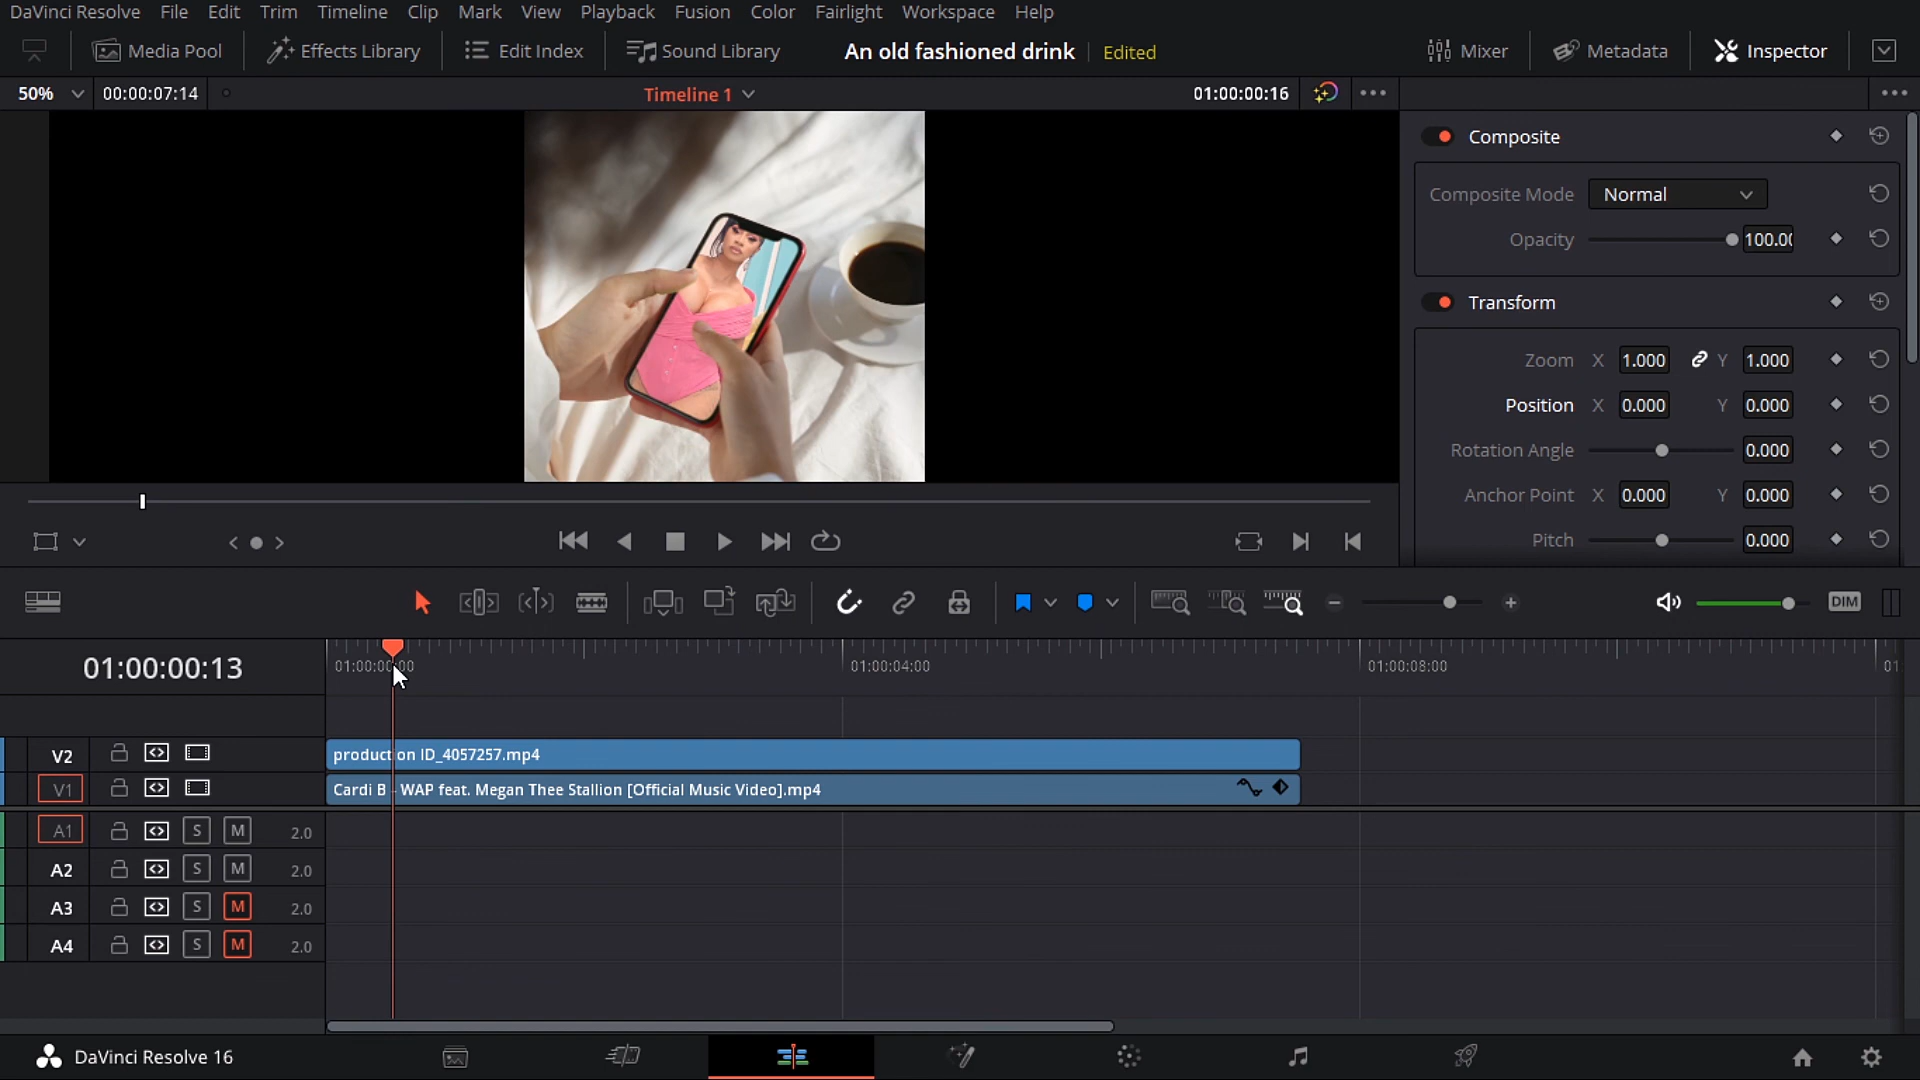 DaVinci Resolve File Edit Trim Timeline Clip Mark View Playback Fusion Color Fairlight Workspace Help
Media Pool Effects Library Edit Index Sound Library An old fashioned drink Edited Mixer Metadata Inspector
50% 00:00:07:14 Timeline 1 01:00:00:16
Composite
Composite Mode Normal
Opacity 100.00
Transform
Zoom X 1.000 Y 1.000
Position X 0.000 Y 0.000
Rotation Angle 0.000
Anchor Point X 0.000 Y 0.000
Pitch 0.000
DIM
01:00:00:13 01:00:00:00 01:00:04:00 01:00:08:00 01:
V2 production ID_4057257.mp4
V1 Cardi B - WAP feat. Megan Thee Stallion [Official Music Video].mp4
A1 S M 2.0
A2 S M 2.0
A3 S M 2.0
A4 S M 2.0
DaVinci Resolve 16